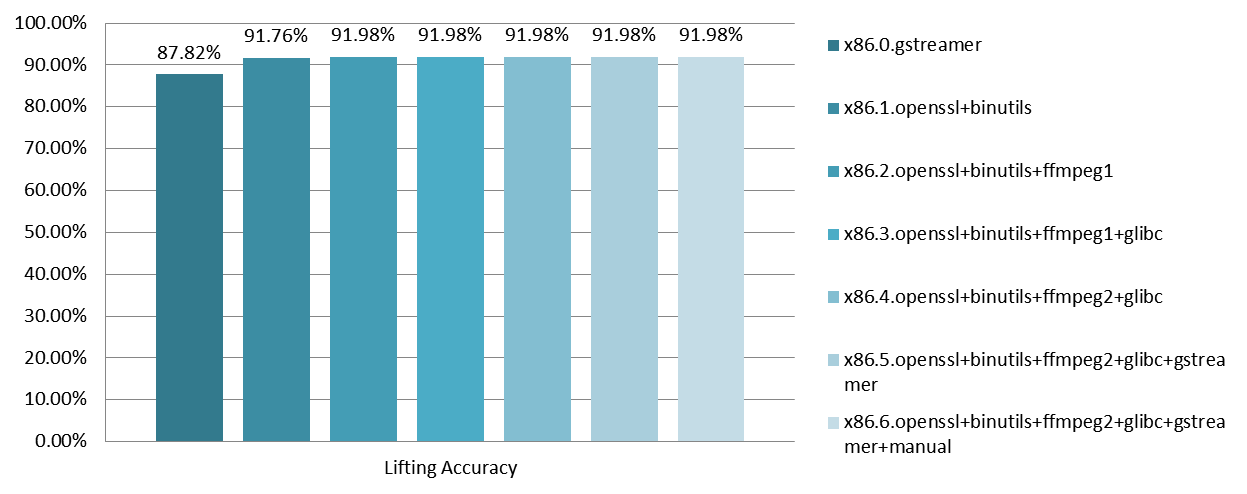 100.00%
90.00%
80.00%
70.00%
60.00%
50.00%
40.00%
30.00%
20.00%
10.00%
0.00%
87.82%
91.76%
91.98%
91.98%
91.98%
91.98%
91.98%
Lifting Accuracy
x86.0.gstreamer
x86.1.openssl+binutils
x86.2.openssl+binutils+ffmpeg1
x86.3.openssl+binutils+ffmpeg1+glibc
x86.4.openssl+binutils+ffmpeg2+glibc
x86.5.openssl+binutils+ffmpeg2+glibc+gstrea
mer
x86.6.openssl+binutils+ffmpeg2+glibc+gstrea
mer+manual